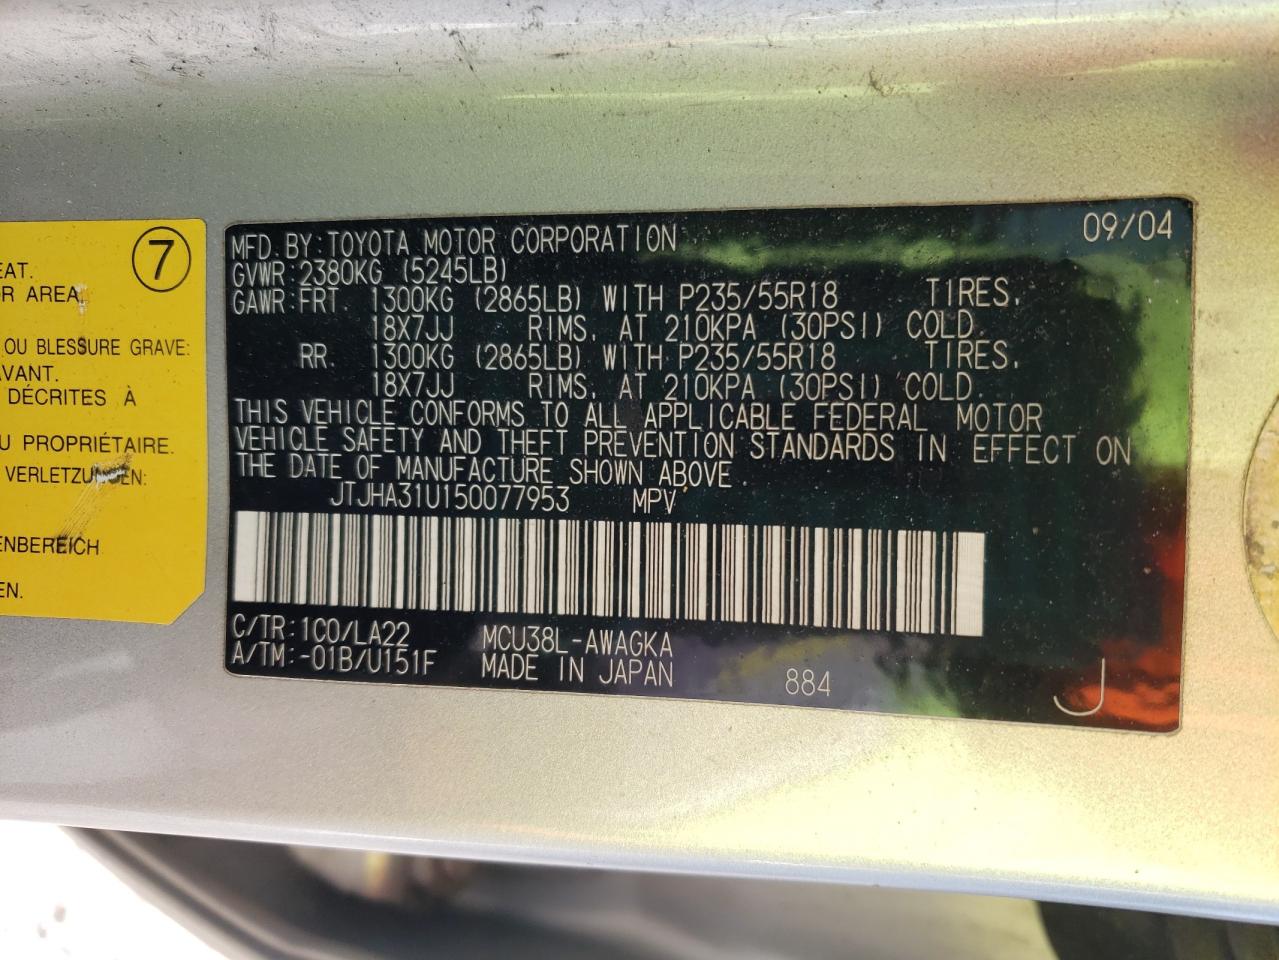 7
EAT.
OR AREA.
OU BLESSURE GRAVE:
AVANT.
DÉCRITES À
U PROPRIÉTAIRE.
VERLETZUNGEN:
ENBEREICH
EN.
09/04
MFD. BY: TOYOTA MOTOR CORPORATION
GVWR: 2380KG (5245LB)
GAWR: FRT. 1300KG (2865LB) WITH P235/55R18 TIRES,
18X7JJ RIMS, AT 210KPA (30PSI) COLD.
RR. 1300KG (2865LB) WITH P235/55R18 TIRES,
18X7JJ RIMS, AT 210KPA (30PSI) COLD.
THIS VEHICLE CONFORMS TO ALL APPLICABLE FEDERAL MOTOR
VEHICLE SAFETY AND THEFT PREVENTION STANDARDS IN EFFECT ON
THE DATE OF MANUFACTURE SHOWN ABOVE.
JTJHA31U150077953 MPV
C/TR: 1C0/LA22 MCU38L-AWAGKA
A/TM: -01B/U151F MADE IN JAPAN 884 J